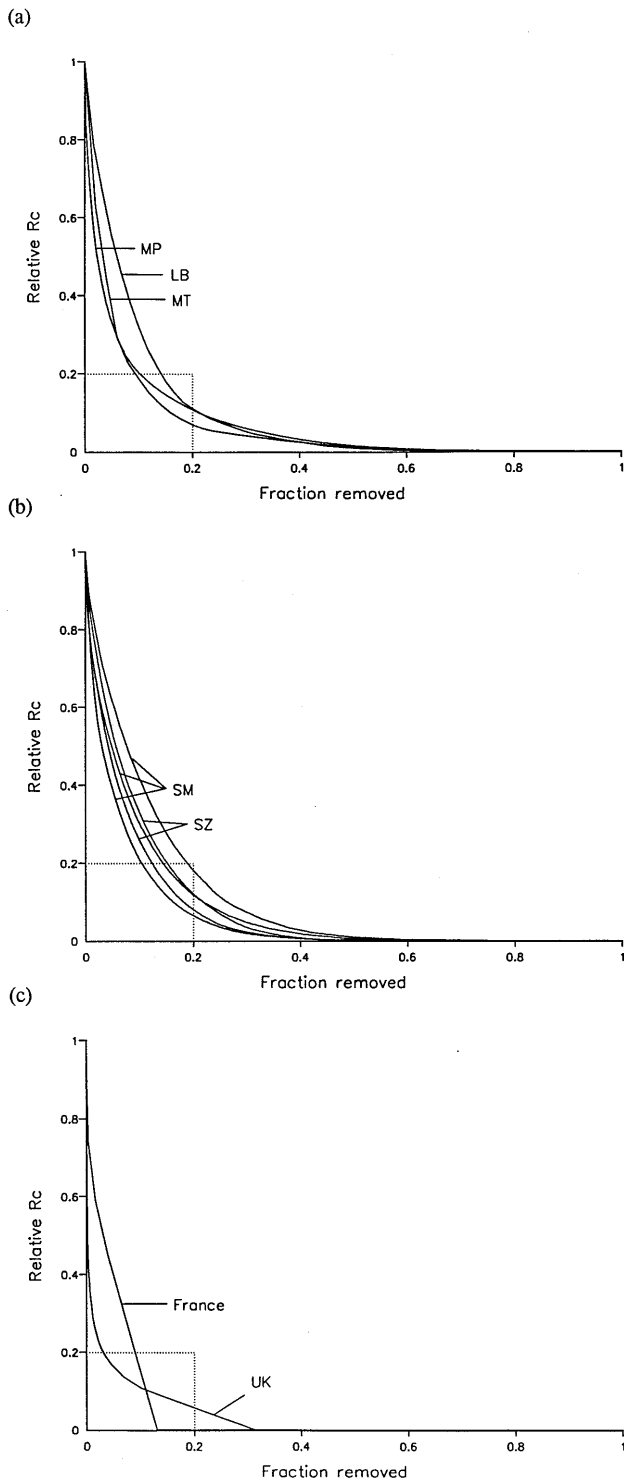 (a)
1
0.8
0.6
0.4
0.2
0
Relative Rc
MP
LB
MT
0 0.2 0.4 0.6 0.8 1
Fraction removed
(b)
1
0.8
0.6
0.4
0.2
0
Relative Rc
SM
SZ
0 0.2 0.4 0.6 0.8 1
Fraction removed
(c)
1
0.8
0.6
0.4
0.2
0
Relative Rc
France
UK
0 0.2 0.4 0.6 0.8 1
Fraction removed